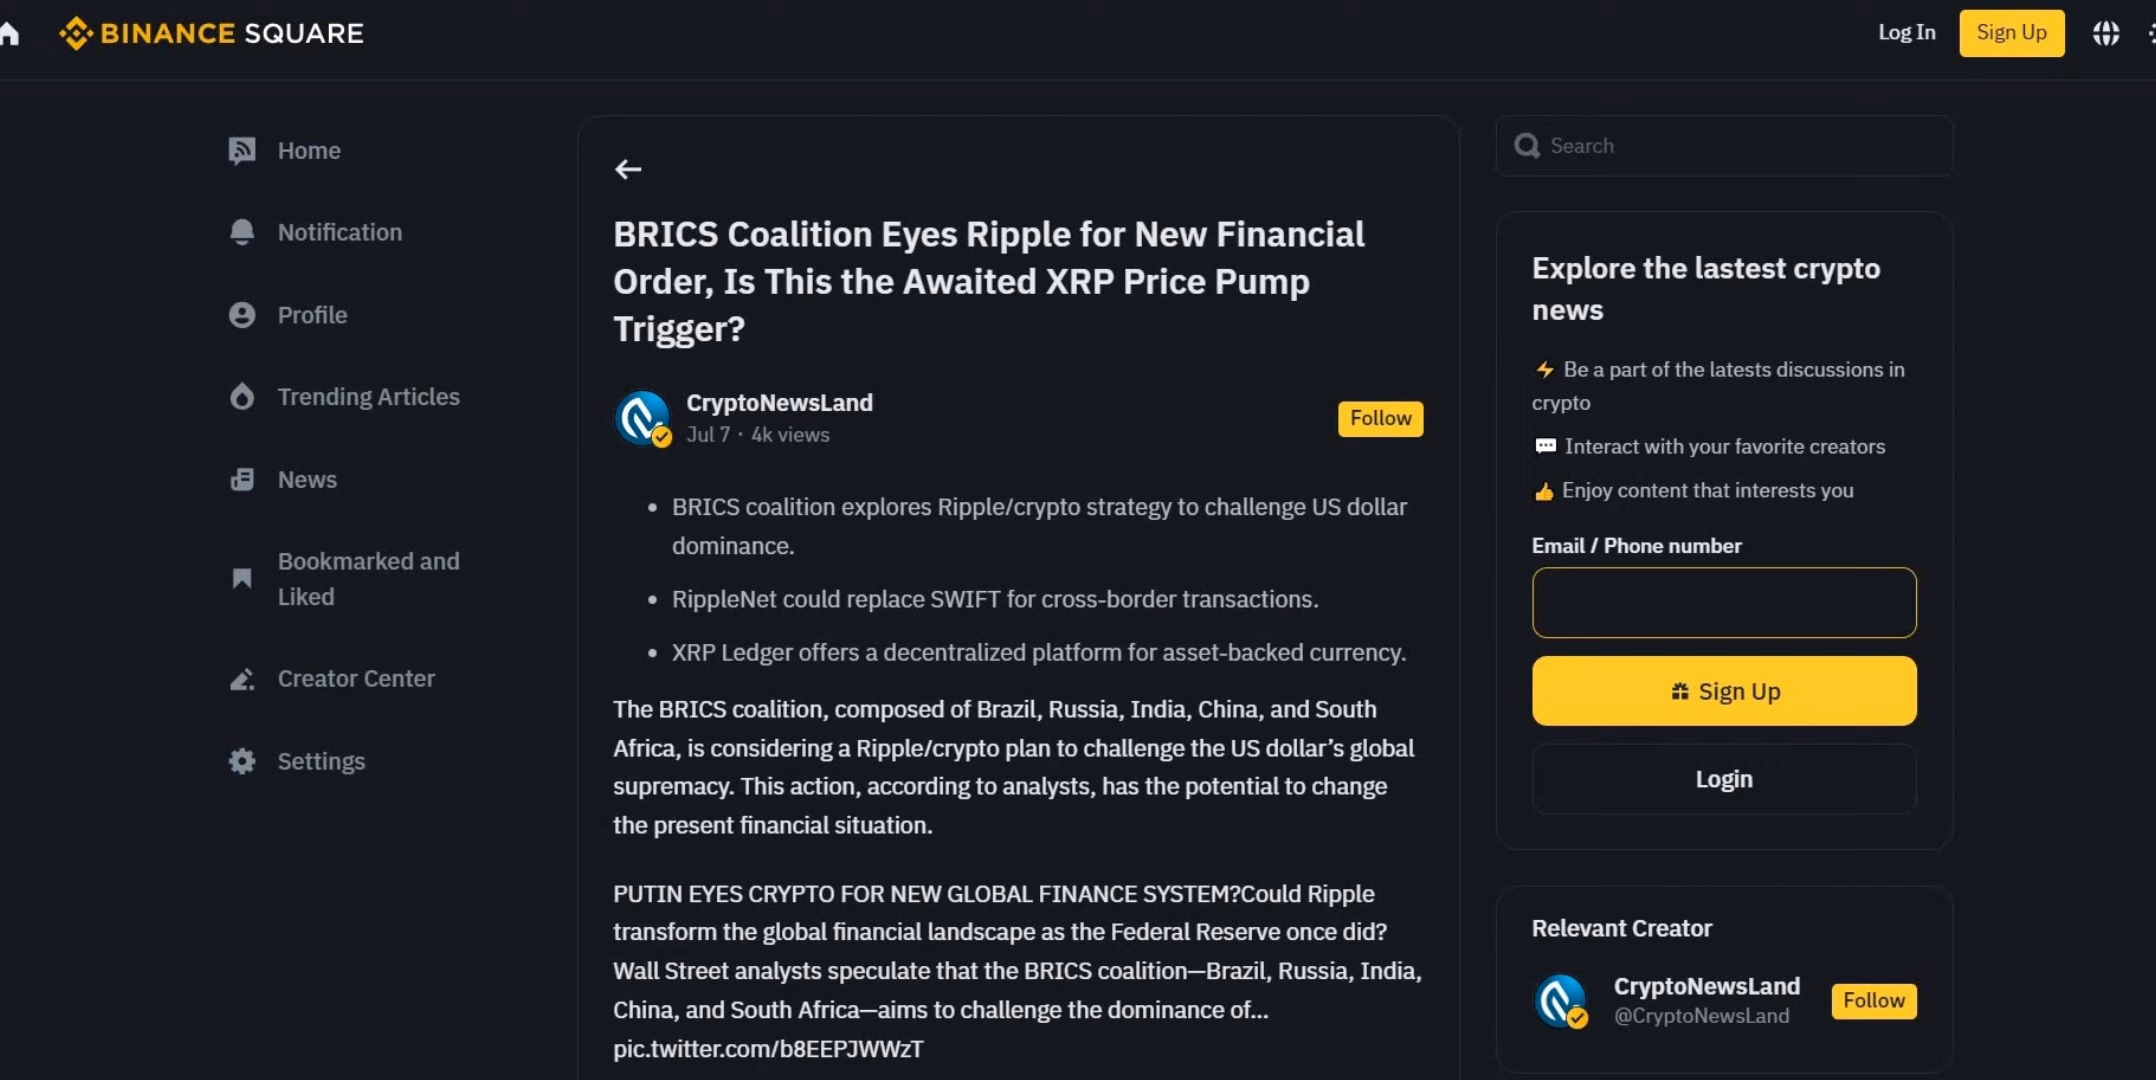 BINANCE SQUARE
Log In
Sign Up
Home
Notification
Profile
Trending Articles
News
Bookmarked and
Liked
Creator Center
Settings
BRICS Coalition Eyes Ripple for New Financial
Order, Is This the Awaited XRP Price Pump
Trigger?
CryptoNewsLand
Jul 7 · 4k views
Follow
• BRICS coalition explores Ripple/crypto strategy to challenge US dollar
dominance.
• RippleNet could replace SWIFT for cross-border transactions.
• XRP Ledger offers a decentralized platform for asset-backed currency.
The BRICS coalition, composed of Brazil, Russia, India, China, and South
Africa, is considering a Ripple/crypto plan to challenge the US dollar’s global
supremacy. This action, according to analysts, has the potential to change
the present financial situation.
PUTIN EYES CRYPTO FOR NEW GLOBAL FINANCE SYSTEM?Could Ripple
transform the global financial landscape as the Federal Reserve once did?
Wall Street analysts speculate that the BRICS coalition—Brazil, Russia, India,
China, and South Africa—aims to challenge the dominance of...
pic.twitter.com/b8EEPJWWzT
Search
Explore the lastest crypto
news
⚡ Be a part of the latests discussions in
crypto
💬 Interact with your favorite creators
👍 Enjoy content that interests you
Email / Phone number
Sign Up
Login
Relevant Creator
CryptoNewsLand
@CryptoNewsLand
Follow